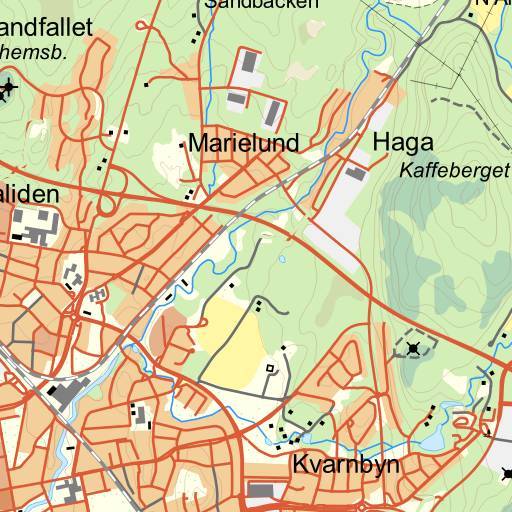 Sandbacken
andfallet
hemsb.
Marielund
Haga
Kaffeberget
aliden
Kvarnbyn